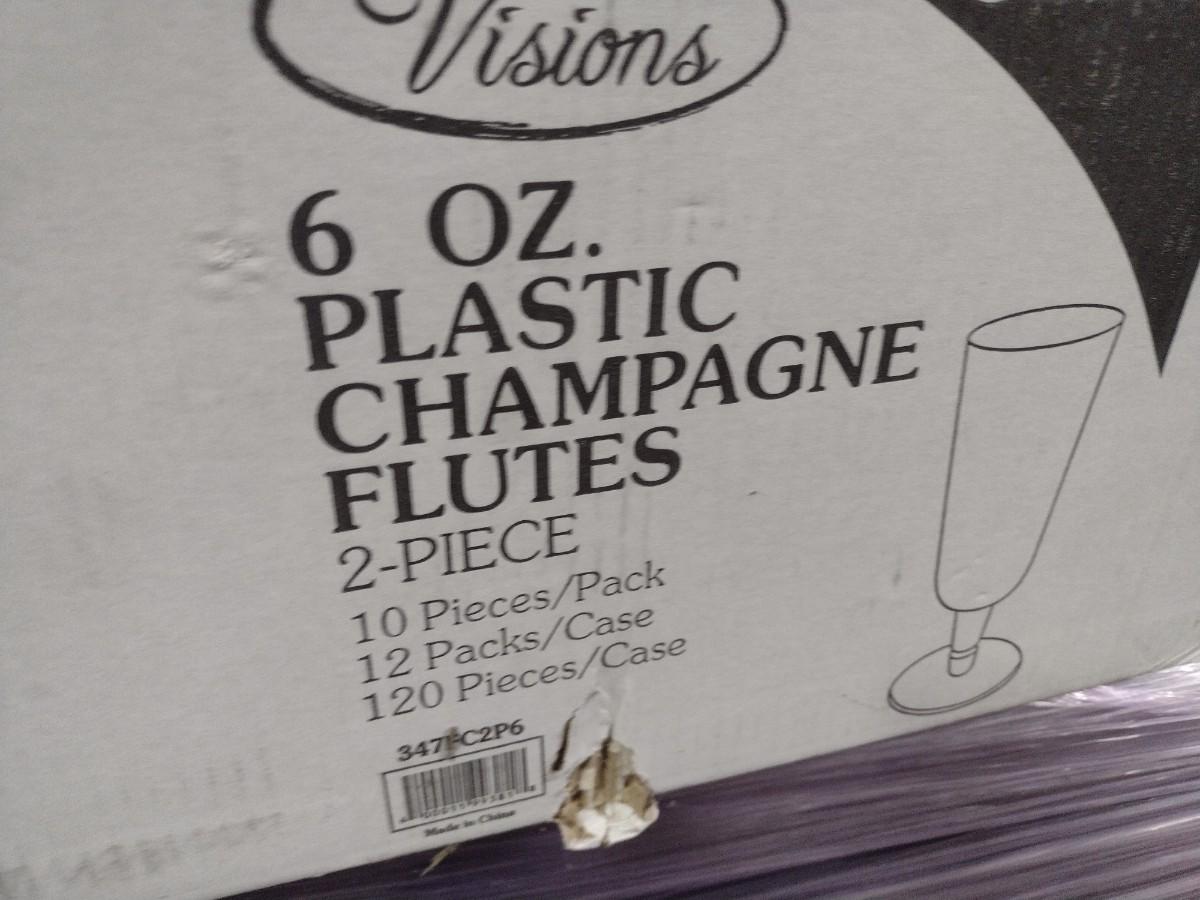 Visions
6 OZ.
PLASTIC
CHAMPAGNE
FLUTES
2-PIECE
10 Pieces/Pack
12 Packs/Case
120 Pieces/Case
Made in China